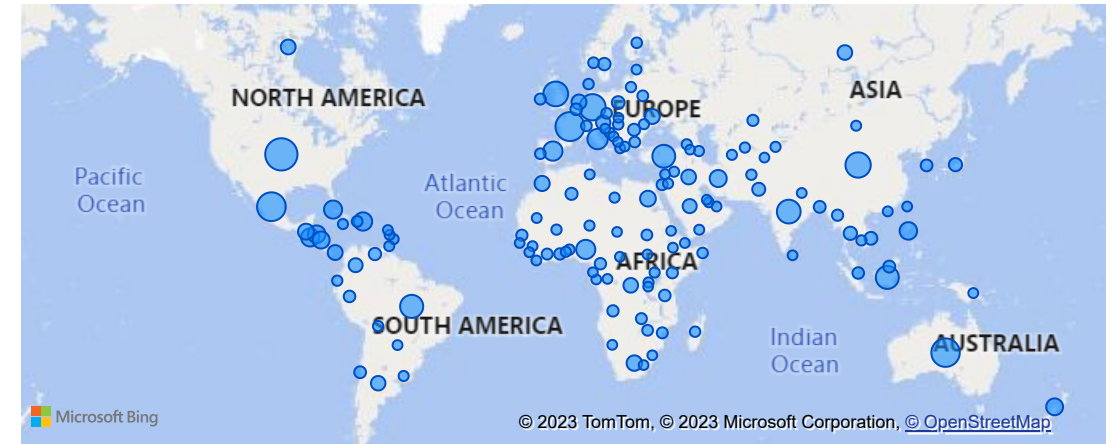 NORTH AMERICA
EUROPE
ASIA
Pacific
Ocean
Atlantic
Ocean
AFRICA
SOUTH AMERICA
Indian
Ocean
AUSTRALIA
Microsoft Bing
© 2023 TomTom, © 2023 Microsoft Corporation, © OpenStreetMap